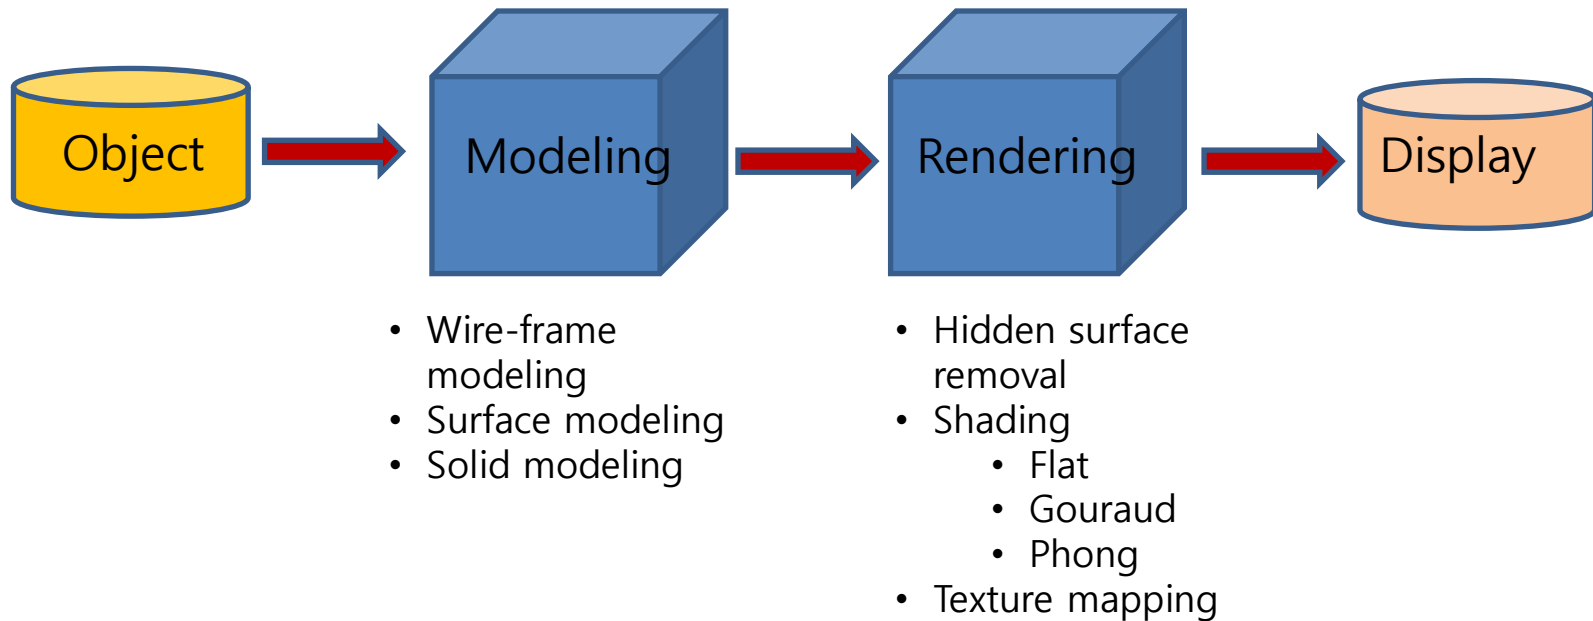 Object
Modeling
Rendering
Display
• Wire-frame
modeling
• Surface modeling
• Solid modeling
• Hidden surface
removal
• Shading
• Flat
• Gouraud
• Phong
• Texture mapping